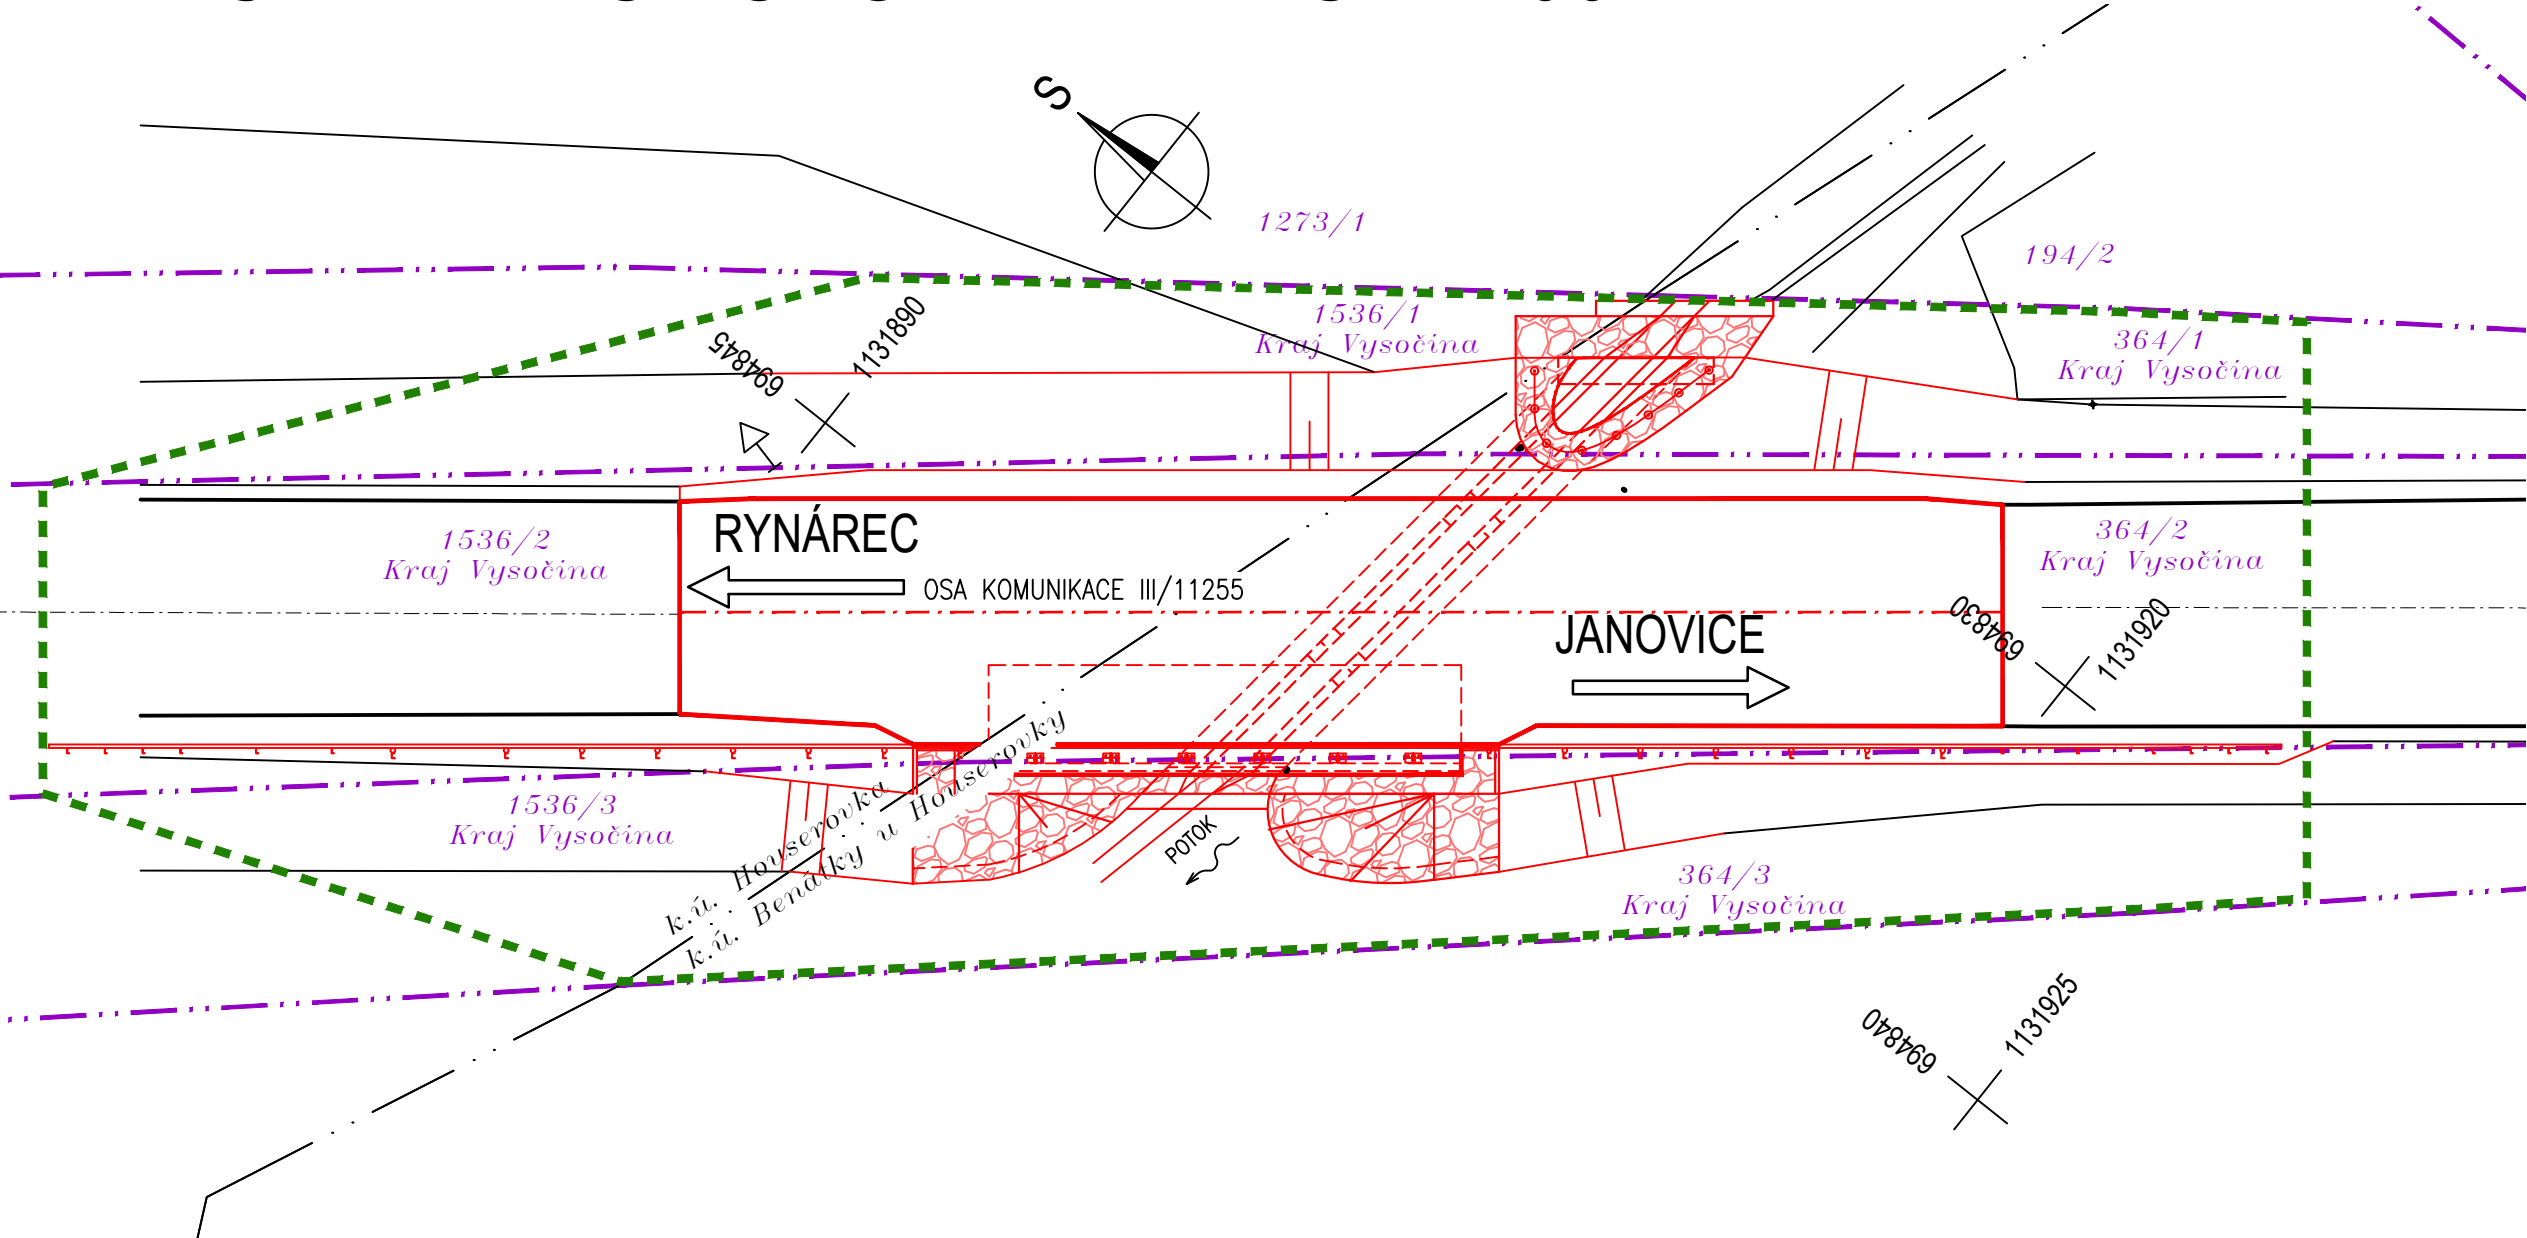 S
1273/1
194/2
1536/1
Kraj Vysočina
364/1
Kraj Vysočina
694845
1131890
1536/2
Kraj Vysočina
RYNÁREC
OSA KOMUNIKACE III/11255
364/2
Kraj Vysočina
JANOVICE
694830
1131920
1536/3
Kraj Vysočina
k.ú. Houserovka
k.ú. Benátky u Houserovky
POTOK
364/3
Kraj Vysočina
694840
1131925